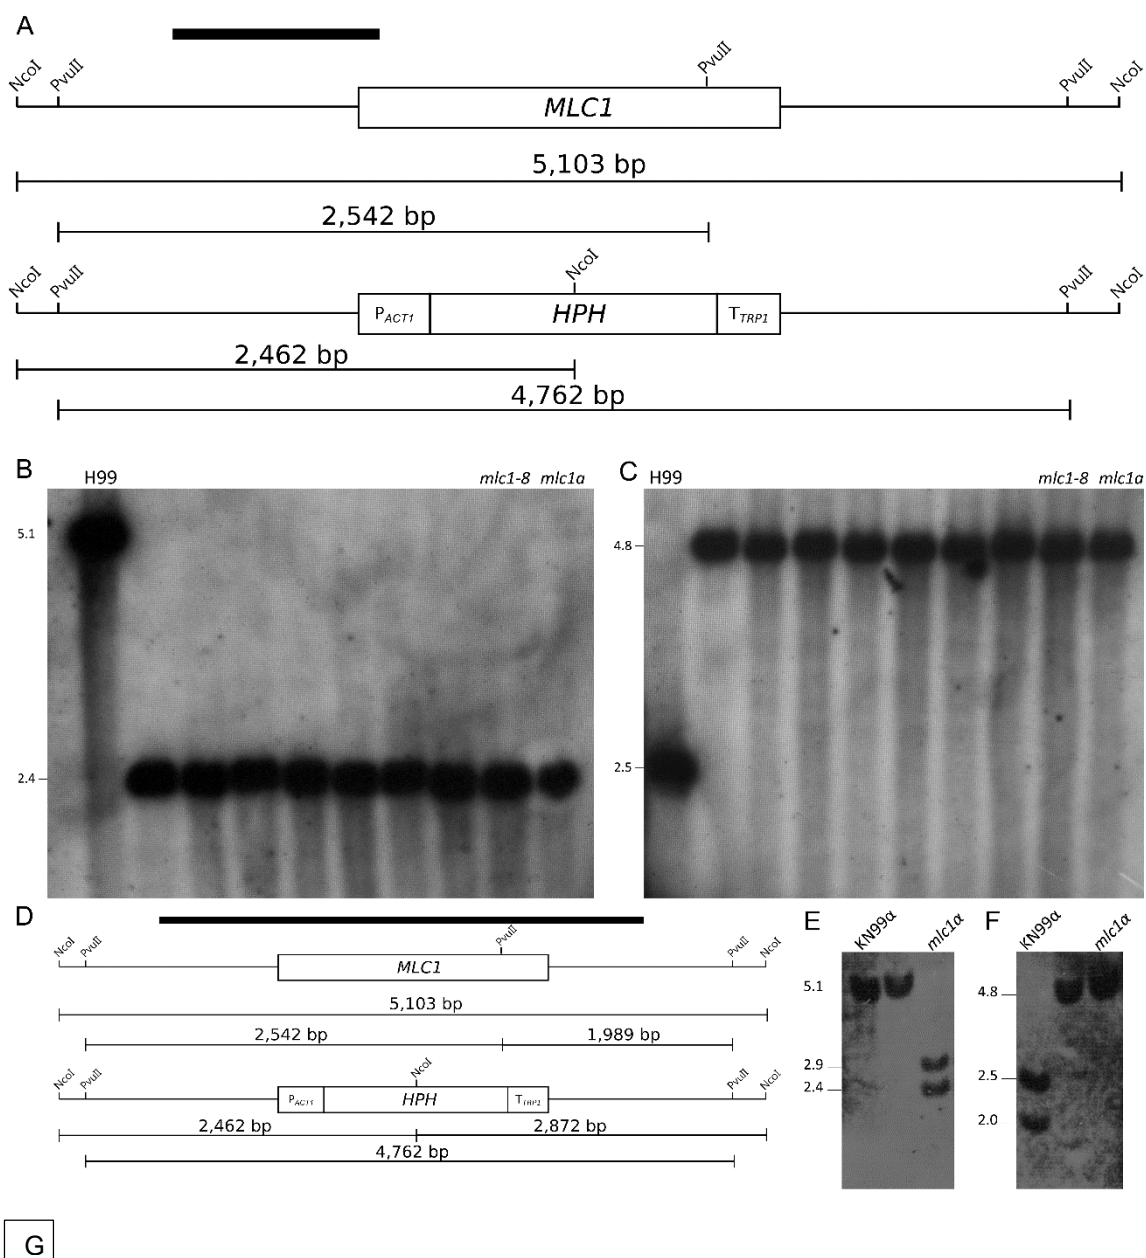 A
NcoI PvuII PvuII PvuII NcoI
MLC1
5,103 bp
2,542 bp
NcoI PvuII NcoI PvuII NcoI
PACT1 HPH TTRP1
2,462 bp
4,762 bp
B H99 mlc1-8 mlc1a
5.1
2.4
C H99 mlc1-8 mlc1a
4.8
2.5
D
NcoI PvuII PvuII PvuII NcoI
MLC1
5,103 bp
2,542 bp 1,989 bp
NcoI PvuII NcoI PvuII NcoI
PACT1 HPH TTRP1
2,462 bp 2,872 bp
4,762 bp
E KN99α mlc1α
5.1
2.9
2.4
F KN99α mlc1α
4.8
2.5
2.0
G